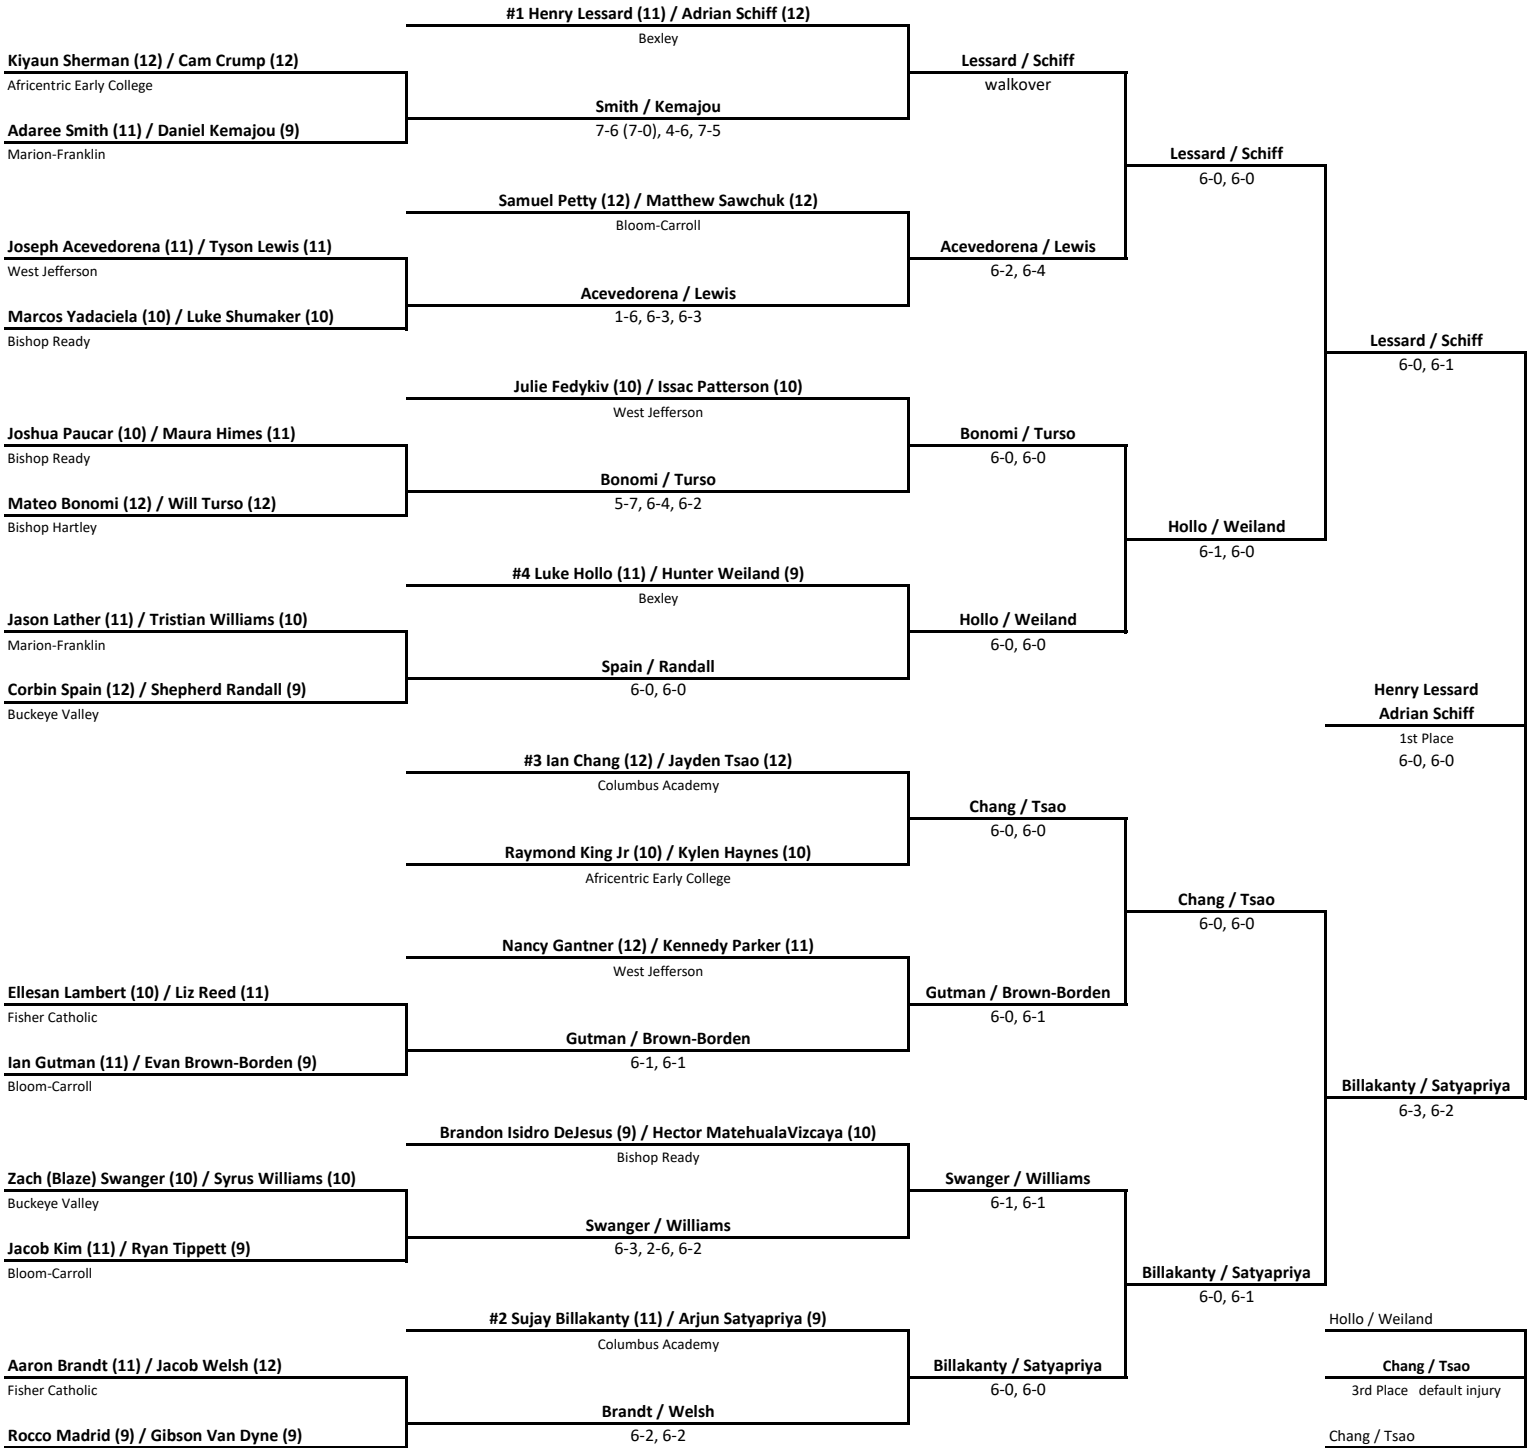 #1 Henry Lessard (11) / Adrian Schiff (12)
Bexley
Kiyaun Sherman (12) / Cam Crump (12)
Africentric Early College
Lessard / Schiff
walkover
Smith / Kemajou
7-6 (7-0), 4-6, 7-5
Adaree Smith (11) / Daniel Kemajou (9)
Marion-Franklin
Lessard / Schiff
6-0, 6-0
Samuel Petty (12) / Matthew Sawchuk (12)
Bloom-Carroll
Joseph Acevedorena (11) / Tyson Lewis (11)
West Jefferson
Acevedorena / Lewis
6-2, 6-4
Acevedorena / Lewis
1-6, 6-3, 6-3
Marcos Yadaciela (10) / Luke Shumaker (10)
Bishop Ready
Lessard / Schiff
6-0, 6-1
Julie Fedykiv (10) / Issac Patterson (10)
West Jefferson
Joshua Paucar (10) / Maura Himes (11)
Bishop Ready
Bonomi / Turso
6-0, 6-0
Bonomi / Turso
5-7, 6-4, 6-2
Mateo Bonomi (12) / Will Turso (12)
Bishop Hartley
Hollo / Weiland
6-1, 6-0
#4 Luke Hollo (11) / Hunter Weiland (9)
Bexley
Jason Lather (11) / Tristian Williams (10)
Marion-Franklin
Hollo / Weiland
6-0, 6-0
Spain / Randall
6-0, 6-0
Corbin Spain (12) / Shepherd Randall (9)
Buckeye Valley
Henry Lessard
Adrian Schiff
1st Place
6-0, 6-0
#3 Ian Chang (12) / Jayden Tsao (12)
Columbus Academy
Chang / Tsao
6-0, 6-0
Raymond King Jr (10) / Kylen Haynes (10)
Africentric Early College
Chang / Tsao
6-0, 6-0
Nancy Gantner (12) / Kennedy Parker (11)
West Jefferson
Ellesan Lambert (10) / Liz Reed (11)
Fisher Catholic
Gutman / Brown-Borden
6-0, 6-1
Gutman / Brown-Borden
6-1, 6-1
Ian Gutman (11) / Evan Brown-Borden (9)
Bloom-Carroll
Billakanty / Satyapriya
6-3, 6-2
Brandon Isidro DeJesus (9) / Hector MatehualaVizcaya (10)
Bishop Ready
Zach (Blaze) Swanger (10) / Syrus Williams (10)
Buckeye Valley
Swanger / Williams
6-1, 6-1
Swanger / Williams
6-3, 2-6, 6-2
Jacob Kim (11) / Ryan Tippett (9)
Bloom-Carroll
Billakanty / Satyapriya
6-0, 6-1
#2 Sujay Billakanty (11) / Arjun Satyapriya (9)
Columbus Academy
Hollo / Weiland
Aaron Brandt (11) / Jacob Welsh (12)
Fisher Catholic
Billakanty / Satyapriya
6-0, 6-0
Chang / Tsao
3rd Place default injury
Brandt / Welsh
6-2, 6-2
Rocco Madrid (9) / Gibson Van Dyne (9)
Chang / Tsao